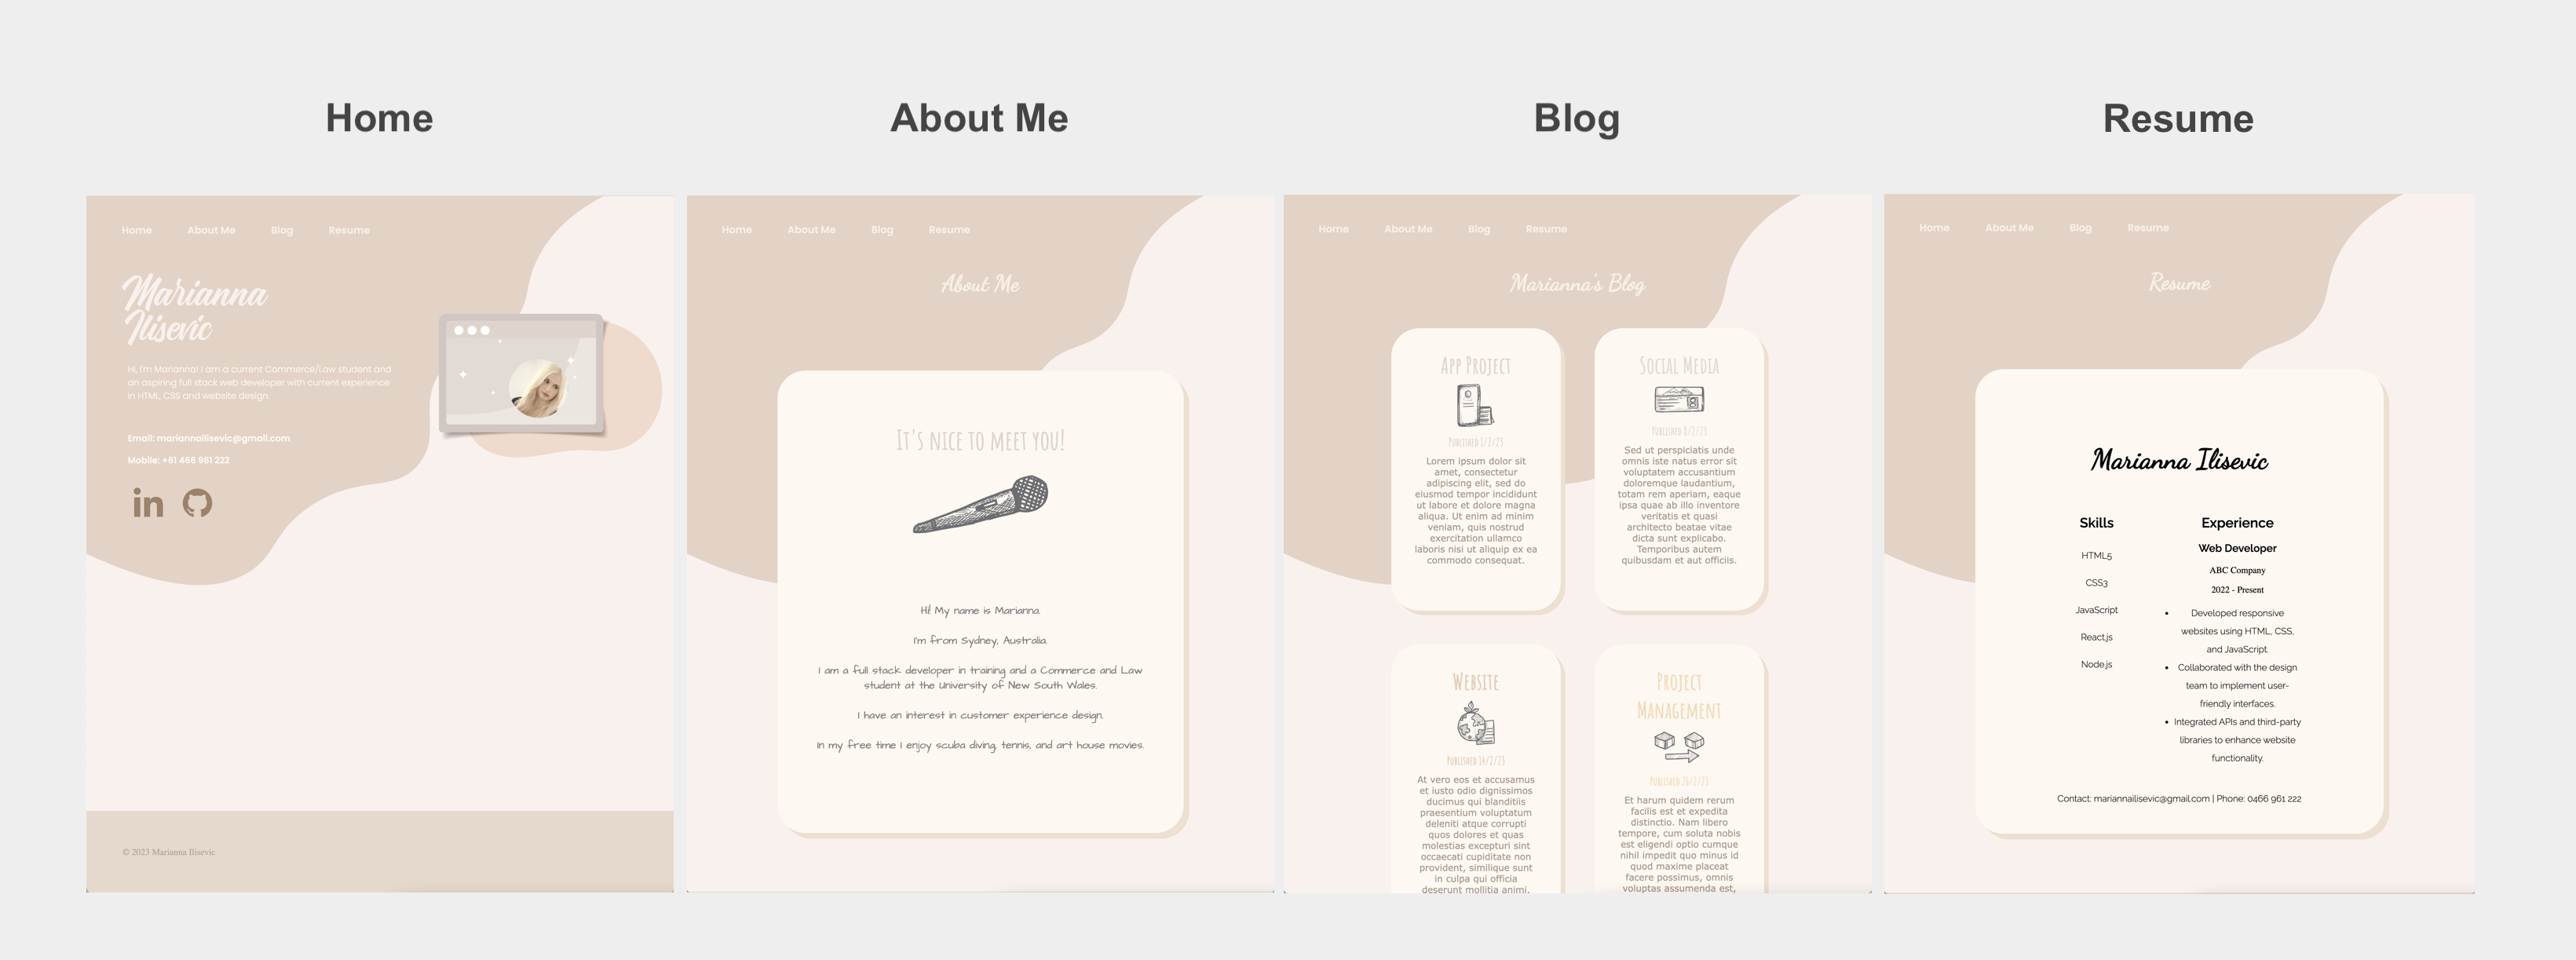 Home
Home About Me Blog Resume
Marianna
Ilisevic
Hi, I'm Marianna! I am a current Commerce/Law student and
an aspiring full stack web developer with current experience
in HTML, CSS and website design.
Email: mariannailisevic@gmail.com
Mobile: +61 466 961 222
in
© 2023 Marianna Ilisevic
About Me
Home About Me Blog Resume
About Me
It's nice to meet you!
Hi! My name is Marianna.
I'm from Sydney, Australia.
I am a full stack developer in training and a Commerce and Law
student at the University of New South Wales.
I have an interest in customer experience design.
In my free time I enjoy scuba diving, tennis, and art house movies.
Blog
Home About Me Blog Resume
Marianna's Blog
App Project
Published 1/2/23
Lorem ipsum dolor sit
amet, consectetur
adipiscing elit, sed do
eiusmod tempor incididunt
ut labore et dolore magna
aliqua. Ut enim ad minim
veniam, quis nostrud
exercitation ullamco
laboris nisi ut aliquip ex ea
commodo consequat.
Social Media
Published 8/2/23
Sed ut perspiciatis unde
omnis iste natus error sit
voluptatem accusantium
doloremque laudantium,
totam rem aperiam, eaque
ipsa quae ab illo inventore
veritatis et quasi
architecto beatae vitae
dicta sunt explicabo.
Temporibus autem
quibusdam et aut officiis.
Website
Published 14/2/23
At vero eos et accusamus
et iusto odio dignissimos
ducimus qui blanditiis
praesentium voluptatum
deleniti atque corrupti
quos dolores et quas
molestias excepturi sint
occaecati cupiditate non
provident, similique sunt
in culpa qui officia
deserunt mollitia animi.
Project
Management
Published 26/2/23
Et harum quidem rerum
facilis est et expedita
distinctio. Nam libero
tempore, cum soluta nobis
est eligendi optio cumque
nihil impedit quo minus id
quod maxime placeat
facere possimus, omnis
voluptas assumenda est,
Resume
Home About Me Blog Resume
Resume
Marianna Ilisevic
Skills
HTML5
CSS3
JavaScript
React.js
Node.js
Experience
Web Developer
ABC Company
2022 - Present
• Developed responsive
websites using HTML, CSS,
and JavaScript.
• Collaborated with the design
team to implement user-
friendly interfaces.
• Integrated APIs and third-party
libraries to enhance website
functionality.
Contact: mariannailisevic@gmail.com | Phone: 0466 961 222